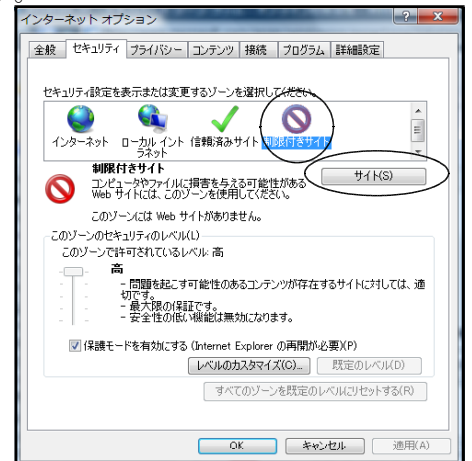 インターネット オプション
全般 セキュリティ プライバシー コンテンツ 接続 プログラム 詳細設定
セキュリティ設定を表示または変更するゾーンを選択してください。
インターネット ローカル イントラネット 信頼済みサイト 制限付きサイト
制限付きサイト
サイト(S)
コンピュータやファイルに損害を与える可能性がある
Web サイトには、このゾーンを使用してください。
このゾーンには Web サイトがありません。
このゾーンのセキュリティのレベル(L)
このゾーンで許可されているレベル: 高
高
- 問題を起こす可能性のあるコンテンツが存在するサイトに対しては、適
切です。
- 最大限の保証です。
- 安全性の低い機能は無効になります。
保護モードを有効にする (Internet Explorer の再開が必要)(P)
レベルのカスタマイズ(C)... 既定のレベル(D)
すべてのゾーンを既定のレベルにリセットする(R)
OK キャンセル 適用(A)